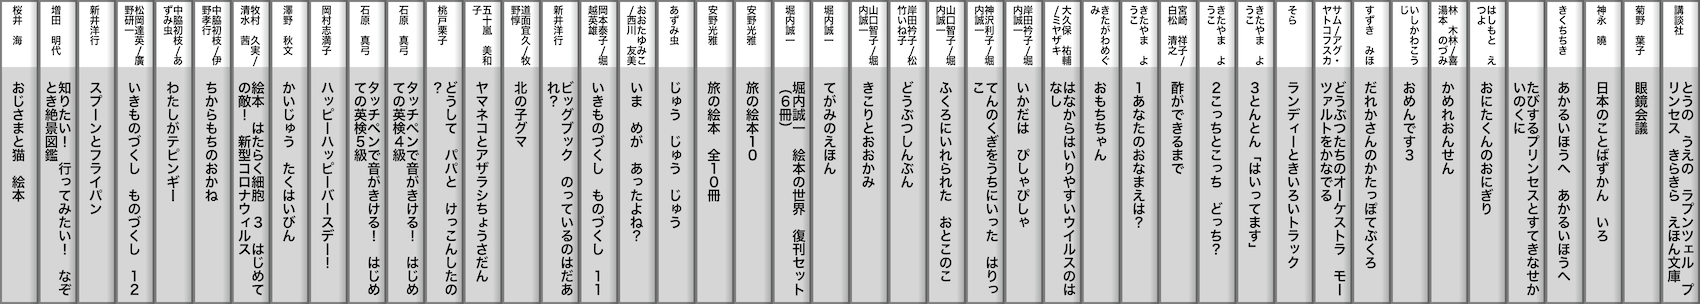 講談社
とうの　うえの　ラプンツェル　プ
リンセス　きらきら　えほん文庫
菊野　葉子
眼鏡会議
神永　曉
日本のことばずかん　いろ
きくちちき
あかるいほうへ　あかるいほうへ
たびするプリンセスとすてきなせか
いのくに
はしもと　え
つよ
おにたくんのおにぎり
林　木林/喜
湯本　のづみ
かめれおんせん
いしかわこう
じ
おめんです３
すずき　みほ
だれかさんのかたっぽてぶくろ
サム/アグ・
ヤトコフスカ
どうぶつたちのオーケストラ　モー
ツァルトをかなでる
そら
ランディーときいろいトラック
きたやま　よ
うこ
３とんとん「はいってます」
きたやま　よ
うこ
２こっちとこっち　どっち？
きたやま　よ
うこ
１あなたのおなまえは？
宮崎　祥子/
白松　清之
酢ができるまで
きたがわめぐ
み
おもちちゃん
大久保　祐輔
/ミヤザキ
はなからはいりやすいウイルスのは
なし
岸田衿子/堀
内誠一
いかだは　ぴしゃぴしゃ
神沢利子/堀
内誠一
てんのくぎをうちにいった　はりっ
こ
山口智子/堀
内誠一
ふくろにいれられた　おとこのこ
岸田衿子/松
竹いね子
どうぶつしんぶん
山口智子/堀
内誠一
きこりとおおかみ
堀内誠一
てがみのえほん
堀内誠一
堀内誠一　絵本の世界　復刊セット
（６冊）
安野光雅
旅の絵本１０
安野光雅
旅の絵本　全１０冊
あずみ虫
じゅう　じゅう　じゅう
おおたゆみこ
/西川　友美
いま　めが　あったよね？
岡本泰子/堀
越英雄
いきものづくし　ものづくし　１１
新井洋行
ビッグブック　のっているのはだあ
れ？
道面宜久/牧
野惇
北の子グマ
五十嵐　美和
子
ヤマネコとアザラシちょうさだん
桃戸栗子
どうして　パパと　けっこんしたの
？
石原　真弓
タッチペンで音がきける！　はじめ
ての英検４級
石原　真弓
タッチペンで音がきける！　はじめ
ての英検５級
岡村志満子
ハッピーハッピーバースデー！
澤野　秋文
かいじゅう　たくはいびん
牧村　久実/
清水　茜
絵本　はたらく細胞　３　はじめて
の敵！　新型コロナウィルス
中脇初枝/伊
野孝行
ちからもちのおかね
中脇初枝/あ
ずみ虫
わたしがテピンギー
松岡達英/廣
野研一
いきものづくし　ものづくし　１２
新井洋行
スプーンとフライパン
増田　明代
知りたい！　行ってみたい！　なぞ
とき絶景図鑑
桜井　海
おじさまと猫　絵本